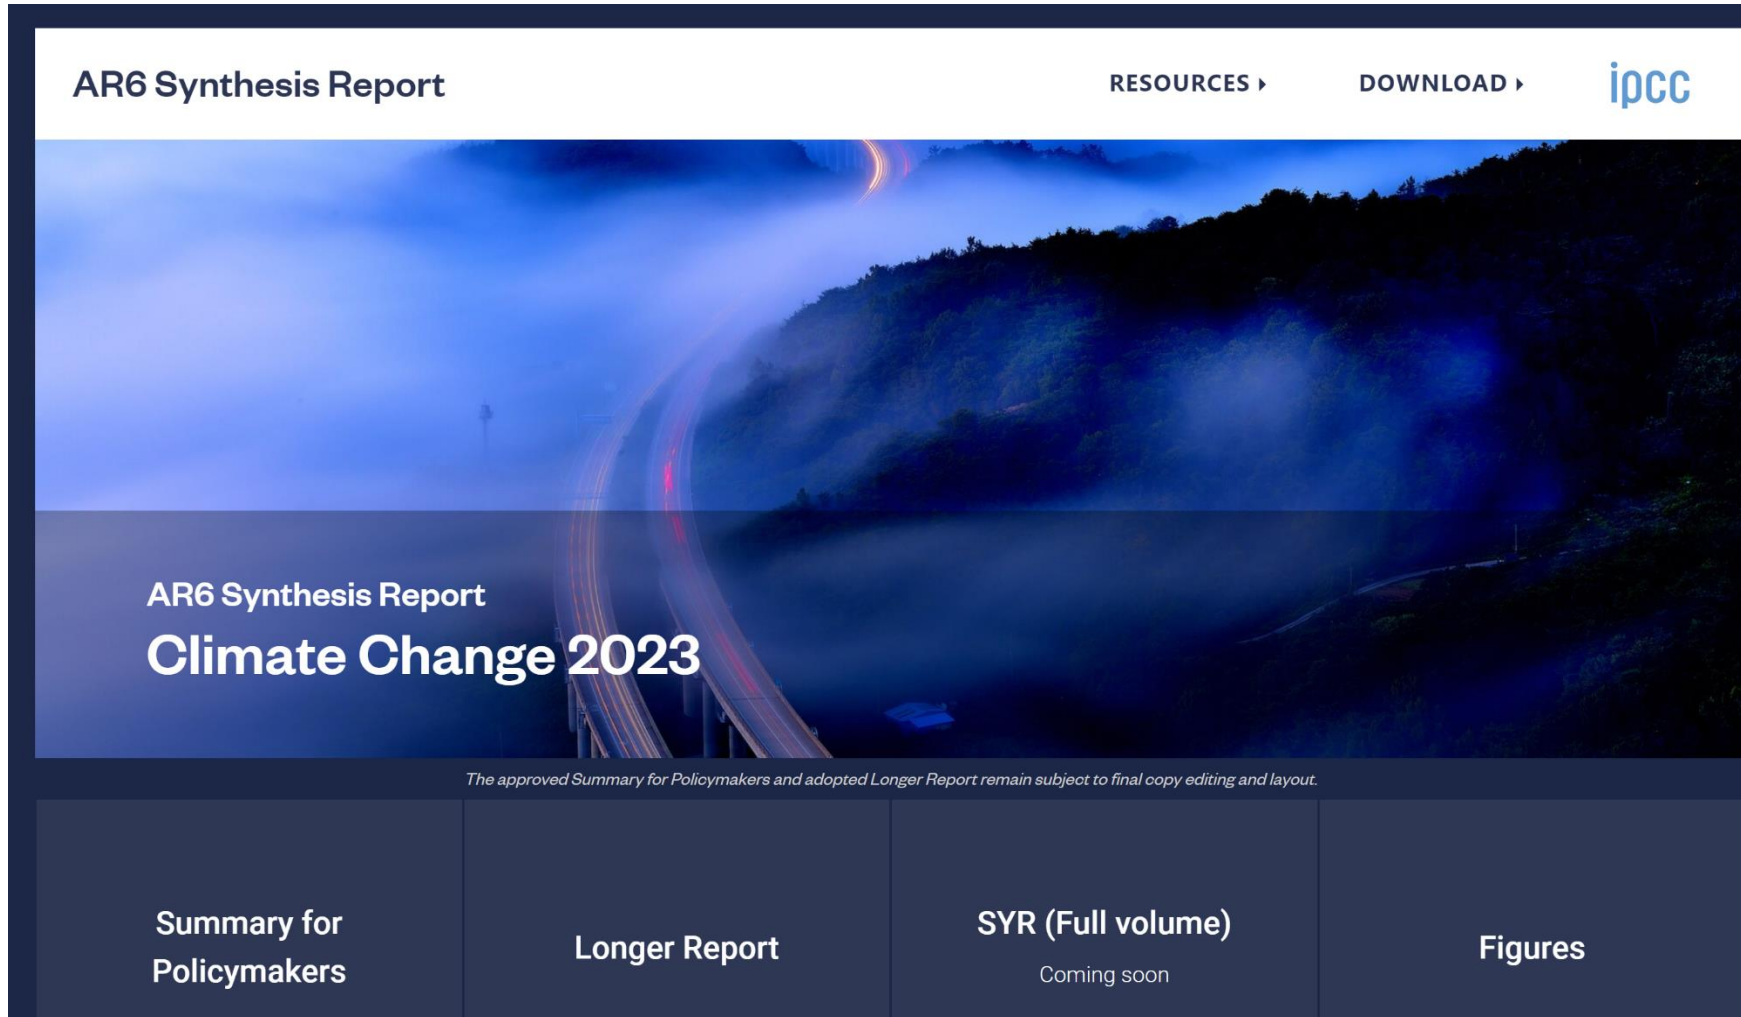 AR6 Synthesis Report
RESOURCES
DOWNLOAD
ipcc
AR6 Synthesis Report
Climate Change 2023
The approved Summary for Policymakers and adopted Longer Report remain subject to final copy editing and layout.
Summary for
Policymakers
Longer Report
SYR (Full volume)
Coming soon
Figures